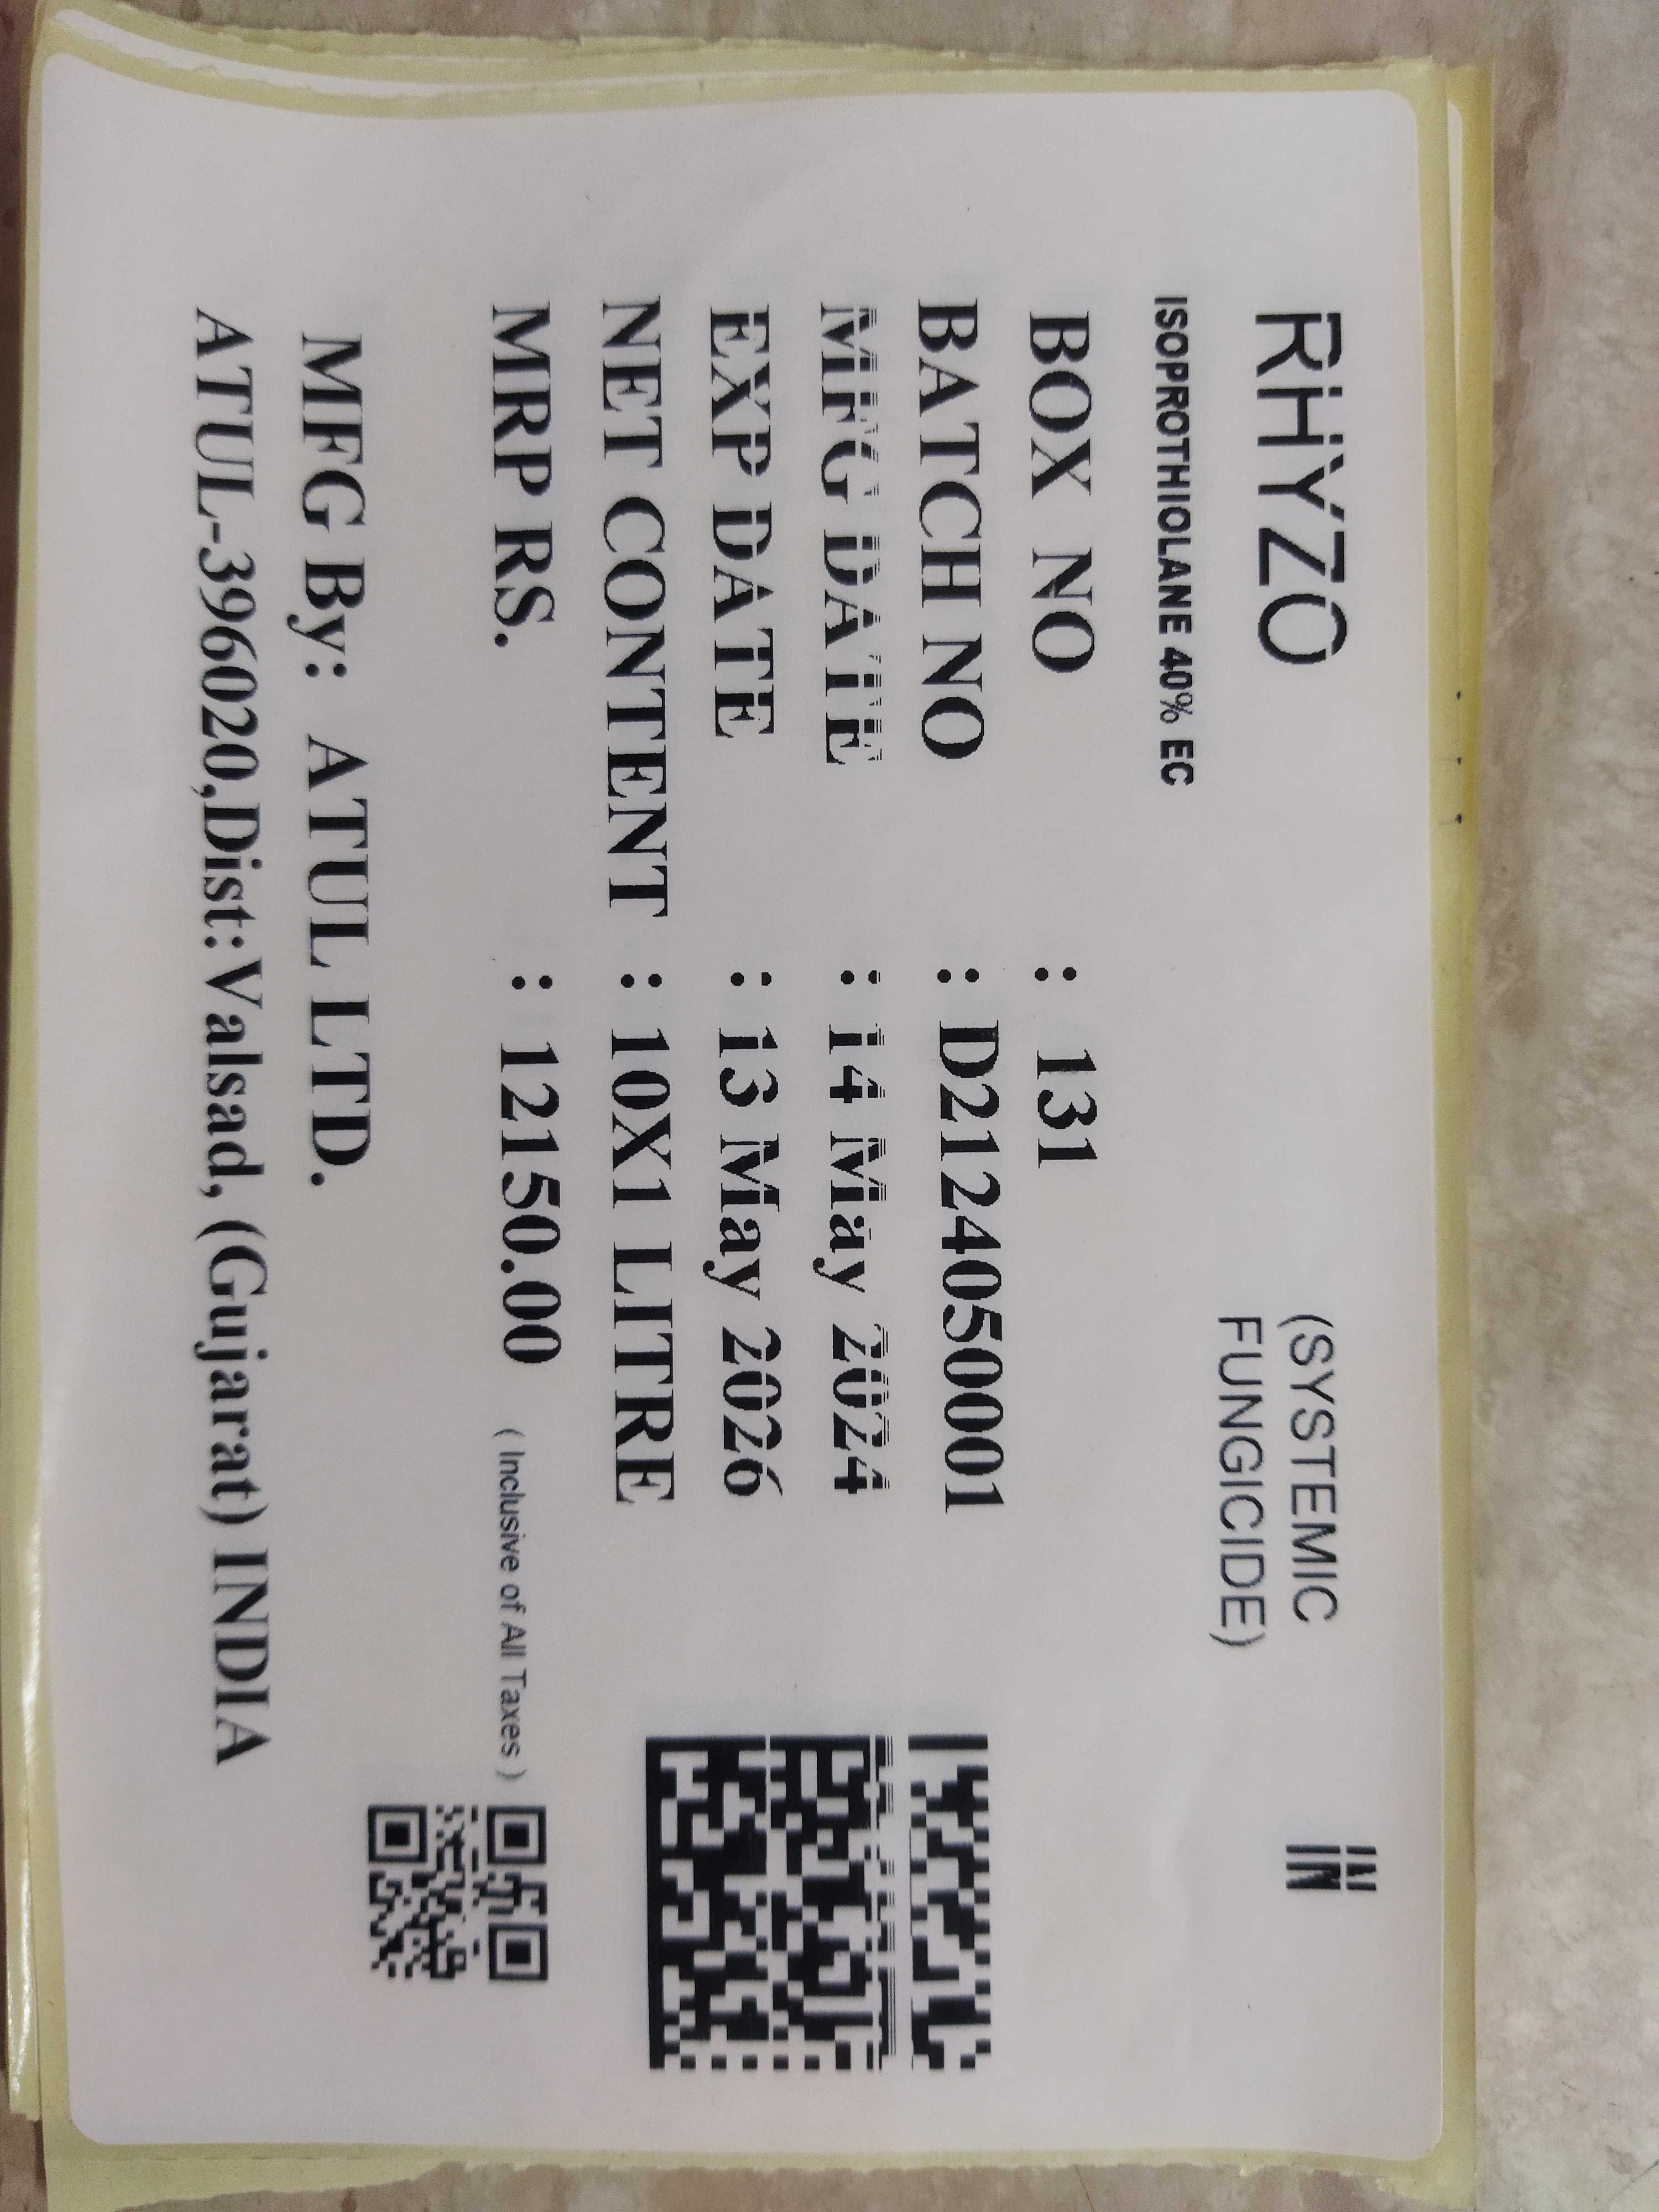 RHYZO
(SYSTEMIC
FUNGICIDE)
IN
ISOPROTHIOLANE 40% EC
BOX NO : 131
BATCH NO : D2124050001
MFG DATE : 14 May 2024
EXP DATE : 13 May 2026
NET CONTENT : 10X1 LITRE
MRP RS. : 12150.00 ( Inclusive of All Taxes )
MFG By: ATUL LTD.
ATUL-396020,Dist:Valsad, (Gujarat) INDIA